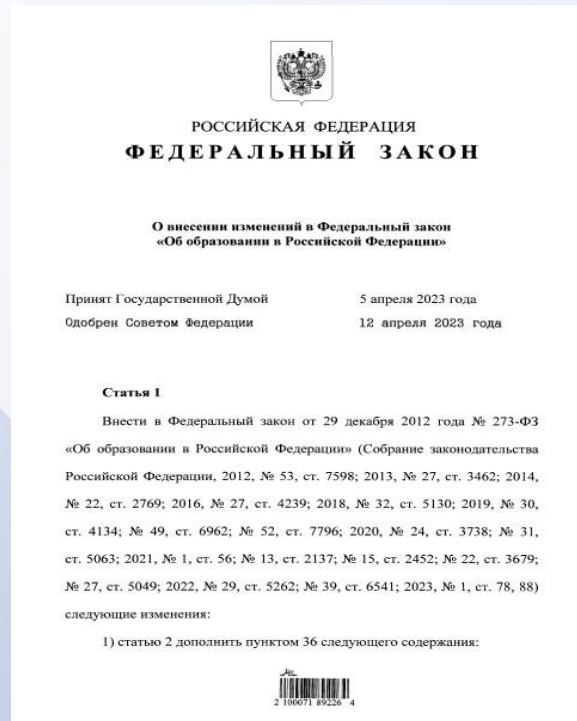 РОССИЙСКАЯ ФЕДЕРАЦИЯ
ФЕДЕРАЛЬНЫЙ ЗАКОН
О внесении изменений в Федеральный закон
«Об образовании в Российской Федерации»
Принят Государственной Думой 5 апреля 2023 года
Одобрен Советом Федерации 12 апреля 2023 года
Статья 1
Внести в Федеральный закон от 29 декабря 2012 года № 273-ФЗ
«Об образовании в Российской Федерации» (Собрание законодательства
Российской Федерации, 2012, № 53, ст. 7598; 2013, № 27, ст. 3462; 2014,
№ 22, ст. 2769; 2016, № 27, ст. 4239; 2018, № 32, ст. 5130; 2019, № 30,
ст. 4134; № 49, ст. 6962; № 52, ст. 7796; 2020, № 24, ст. 3738; № 31,
ст. 5063; 2021, № 1, ст. 56; № 13, ст. 2137; № 15, ст. 2452; № 22, ст. 3679;
№ 27, ст. 5049; 2022, № 29, ст. 5262; № 39, ст. 6541; 2023, № 1, ст. 78, 88)
следующие изменения:
1) статью 2 дополнить пунктом 36 следующего содержания:
2 100071 89226 4